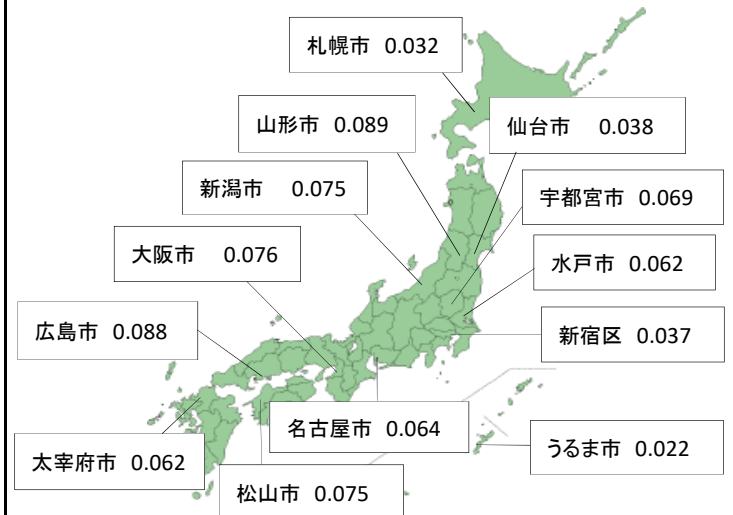 札幌市 0.032
山形市 0.089
仙台市 0.038
新潟市 0.075
宇都宮市 0.069
大阪市 0.076
水戸市 0.062
広島市 0.088
新宿区 0.037
名古屋市 0.064
太宰府市 0.062
うるま市 0.022
松山市 0.075